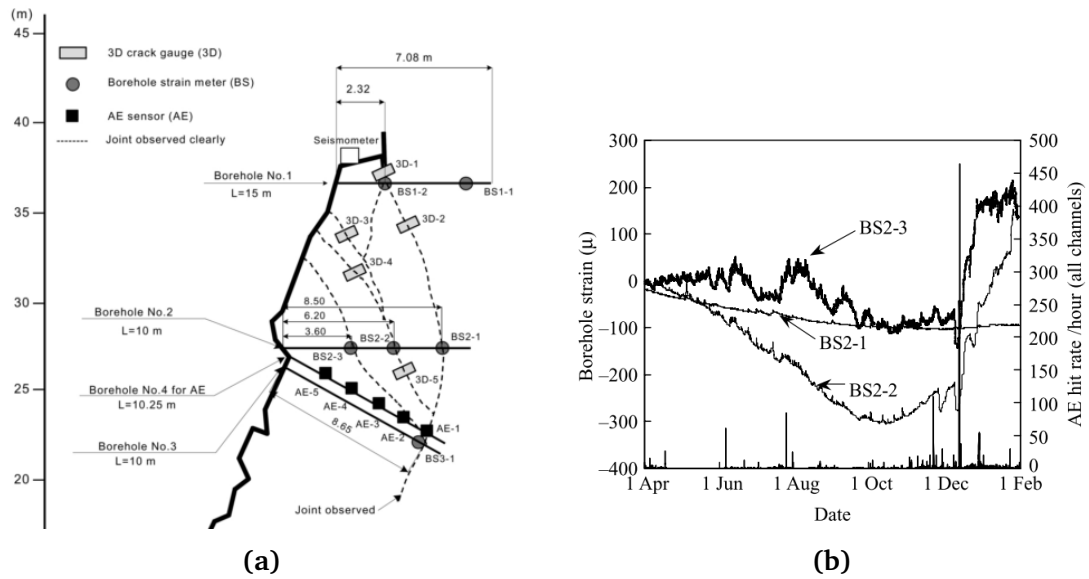 (m)
45
40
35
30
25
20
3D crack gauge (3D)
Borehole strain meter (BS)
AE sensor (AE)
Joint observed clearly
7.08 m
2.32
Seismometer
3D-1
Borehole No.1
L=15 m
BS1-2
BS1-1
3D-3
3D-2
3D-4
8.50
6.20
3.60
Borehole No.2
L=10 m
BS2-2
BS2-1
BS2-3
3D-5
Borehole No.4 for AE
L=10.25 m
AE-5
AE-4
AE-3
AE-2
AE-1
8.65
Borehole No.3
L=10 m
BS3-1
Joint observed
(a)
300
200
100
0
−100
−200
−300
−400
Borehole strain (μ)
500
450
400
350
300
250
200
150
100
50
0
AE hit rate /hour (all channels)
BS2-3
BS2-1
BS2-2
1 Apr 1 Jun 1 Aug 1 Oct 1 Dec 1 Feb
Date
(b)